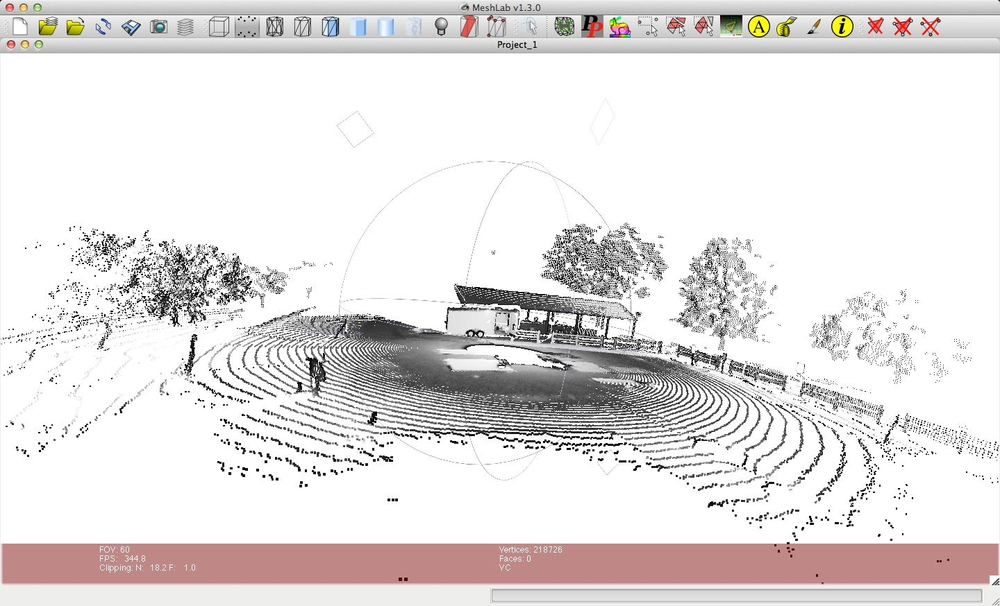 MeshLab v1.3.0
A
PP
i
Project_1
FOV: 60
FPS: 344.8
Clipping: N: 18.2 F: 1.0
Vertices: 218726
Faces: 0
VC